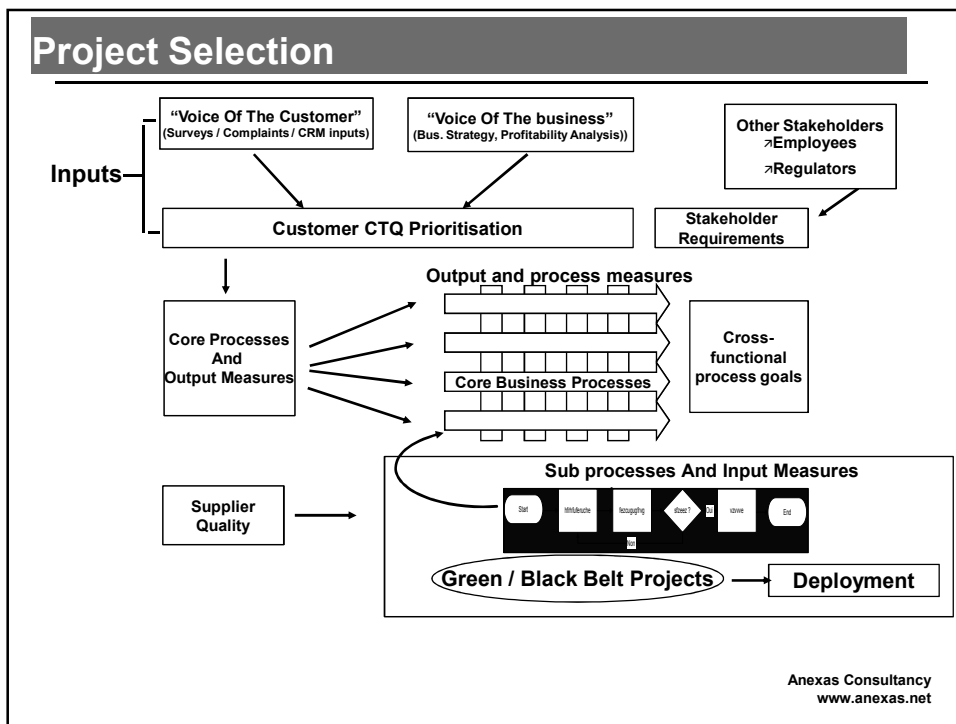 Project Selection
“Voice Of The Customer”
(Surveys / Complaints / CRM inputs)
“Voice Of The business”
(Bus. Strategy, Profitability Analysis))
Other Stakeholders
↗Employees
↗Regulators
Inputs
Customer CTQ Prioritisation
Stakeholder
Requirements
Output and process measures
Core Processes
And
Output Measures
Core Business Processes
Cross-
functional
process goals
Sub processes And Input Measures
Supplier
Quality
Start
Oui
End
Non
Green / Black Belt Projects
Deployment
Anexas Consultancy
www.anexas.net